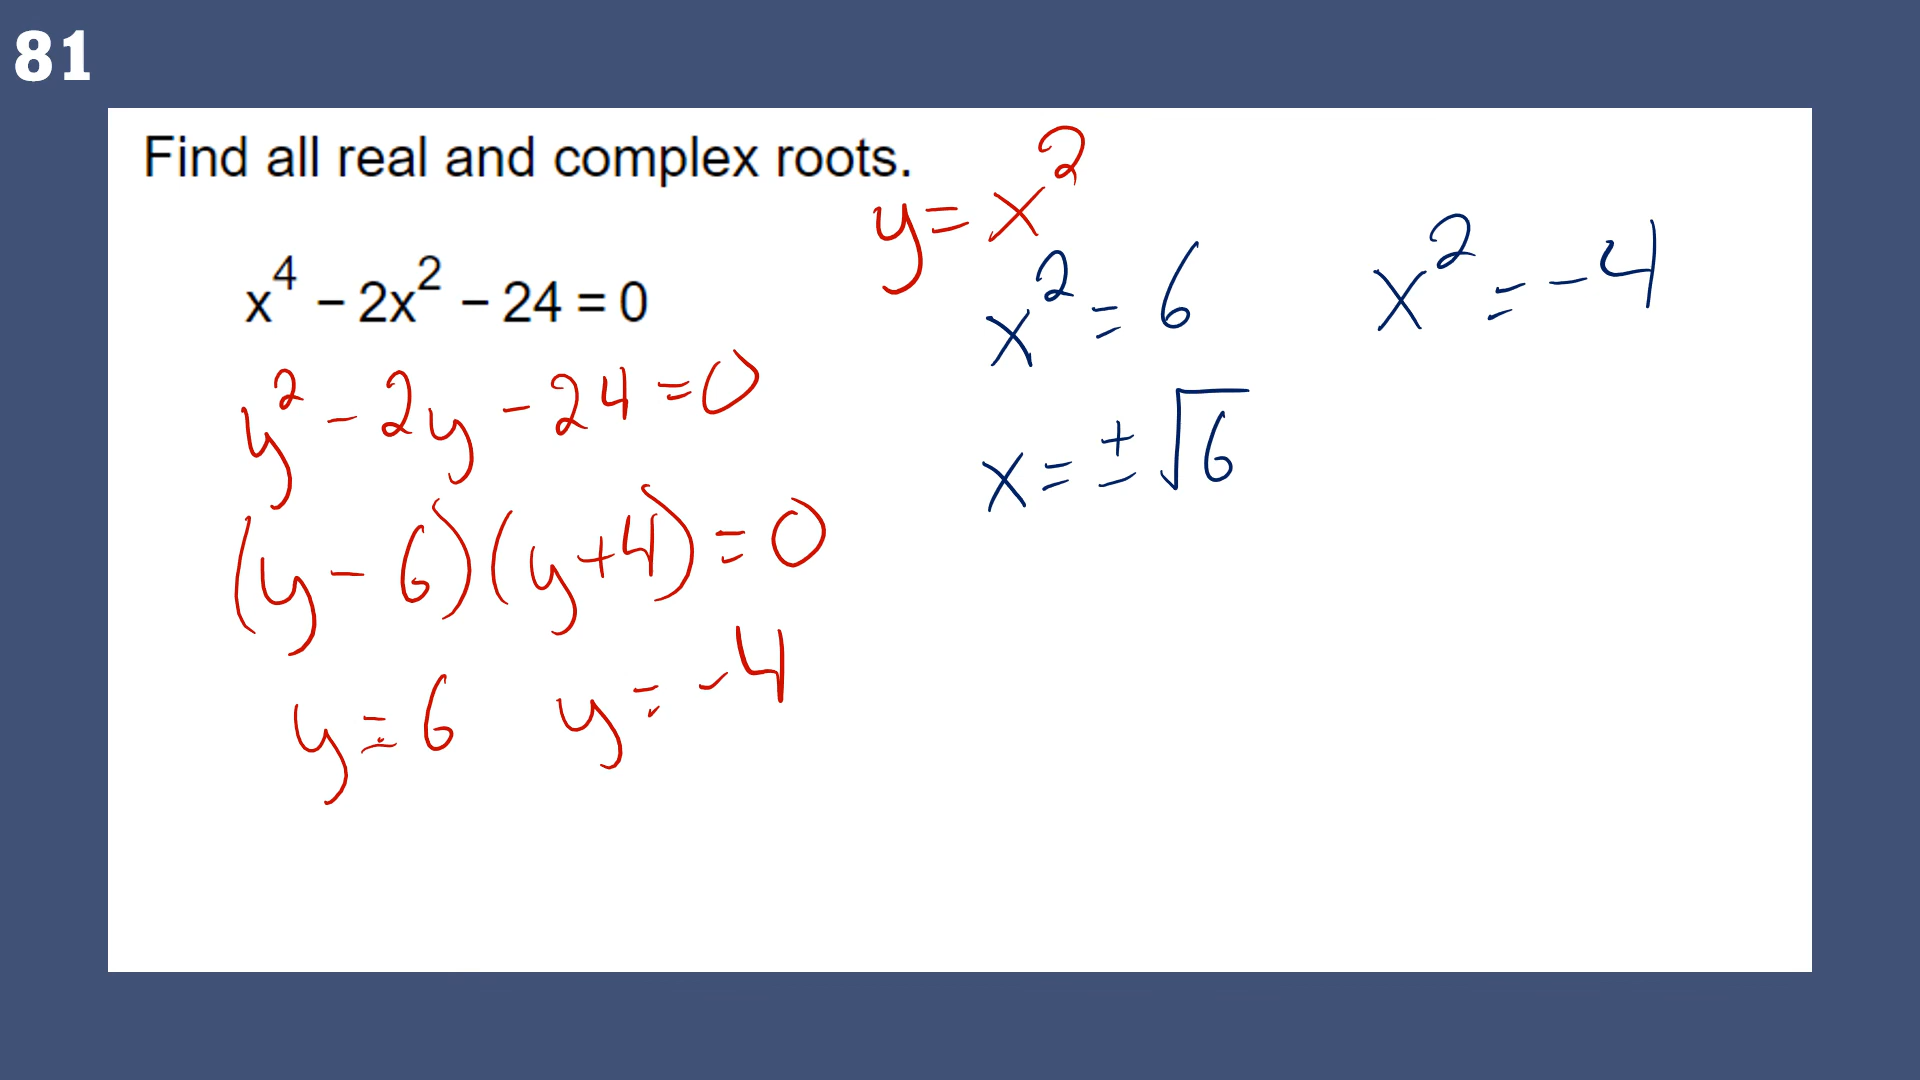 81
Find all real and complex roots.
y = x²
x⁴ − 2x² − 24 = 0
x² = 6
x² = -4
y² - 2y - 24 = 0
x = ± √6
(y - 6)(y + 4) = 0
y = 6
y = -4